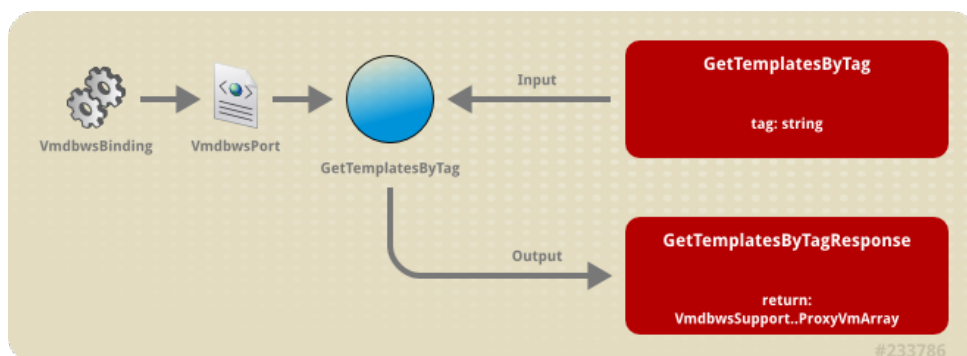 GetTemplatesByTag
Input
tag: string
VmdbwsBinding
VmdbwsPort
GetTemplatesByTag
GetTemplatesByTagResponse
Output
return:
VmdbwsSupport..ProxyVmArray
#233786